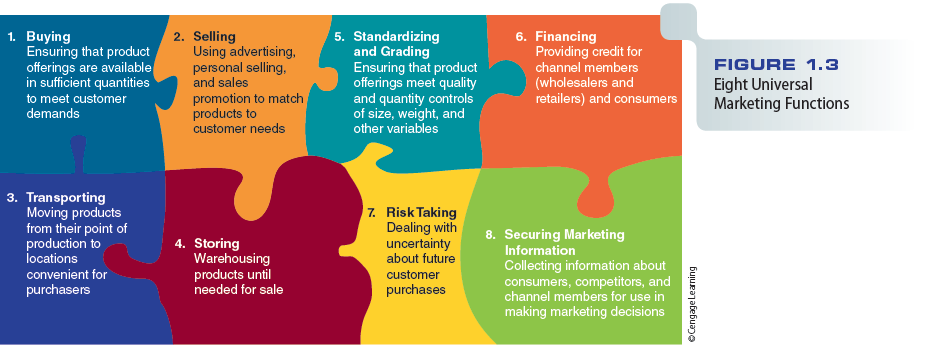 1. Buying
Ensuring that product
offerings are available
in sufficient quantities
to meet customer
demands
2. Selling
Using advertising,
personal selling,
and sales
promotion to match
products to
customer needs
5. Standardizing
and Grading
Ensuring that product
offerings meet quality
and quantity controls
of size, weight, and
other variables
6. Financing
Providing credit for
channel members
(wholesalers and
retailers) and consumers
3. Transporting
Moving products
from their point of
production to
locations
convenient for
purchasers
4. Storing
Warehousing
products until
needed for sale
7. Risk Taking
Dealing with
uncertainty
about future
customer
purchases
8. Securing Marketing
Information
Collecting information about
consumers, competitors, and
channel members for use in
making marketing decisions
© Cengage Learning
FIGURE 1.3
Eight Universal
Marketing Functions